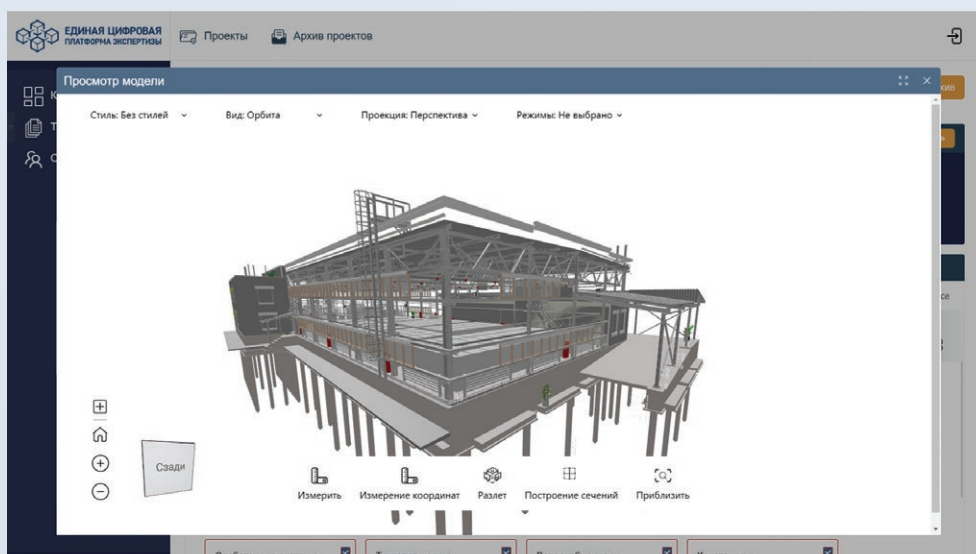 ЕДИНАЯ ЦИФРОВАЯ
ПЛАТФОРМА ЭКСПЕРТИЗЫ
Проекты
Архив проектов
Просмотр модели
Стиль: Без стилей
Вид: Орбита
Проекция: Перспектива
Режимы: Не выбрано
Сзади
Измерить
Измерение координат
Разлет
Построение сечений
Приблизить